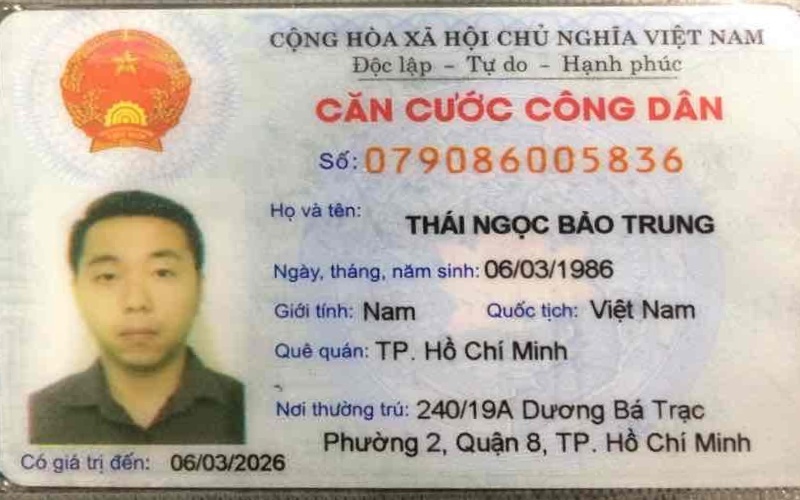 CỘNG HÒA XÃ HỘI CHỦ NGHĨA VIỆT NAM
Độc lập - Tự do - Hạnh phúc
CĂN CƯỚC CÔNG DÂN
Số: 079086005836
Họ và tên: THÁI NGỌC BẢO TRUNG
Ngày, tháng, năm sinh: 06/03/1986
Giới tính: Nam Quốc tịch: Việt Nam
Quê quán: TP. Hồ Chí Minh
Nơi thường trú: 240/19A Dương Bá Trạc
Phường 2, Quận 8, TP. Hồ Chí Minh
Có giá trị đến: 06/03/2026